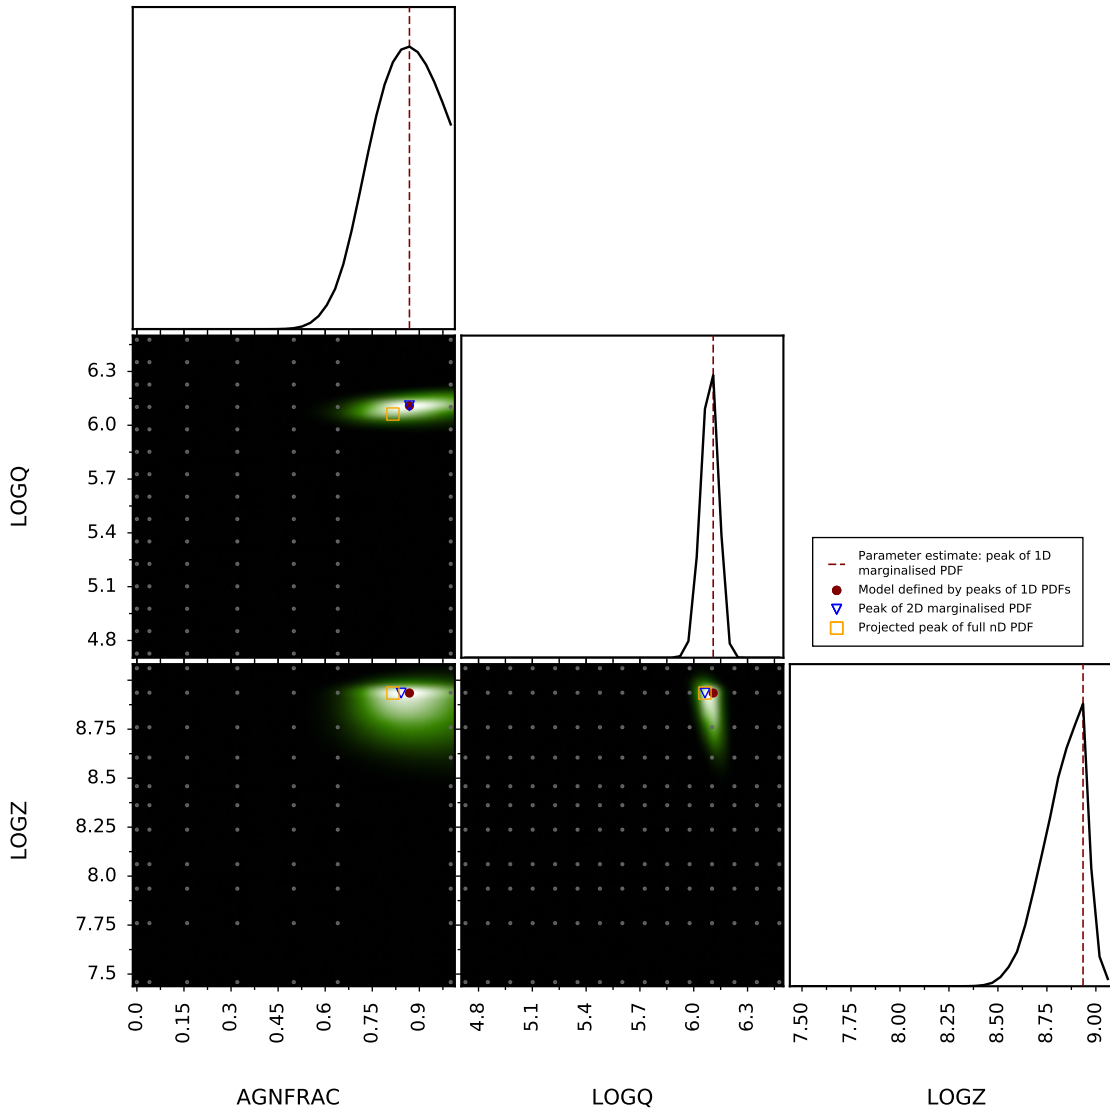 6.3
6.0
5.7
5.4
5.1
4.8
LOGQ
Parameter estimate: peak of 1D
marginalised PDF
Model defined by peaks of 1D PDFs
Peak of 2D marginalised PDF
Projected peak of full nD PDF
8.75
8.5
8.25
8.0
7.75
7.5
LOGZ
0.0 0.15 0.3 0.45 0.6 0.75 0.9
4.8 5.1 5.4 5.7 6.0 6.3
7.50 7.75 8.00 8.25 8.50 8.75 9.00
AGNFRAC LOGQ LOGZ